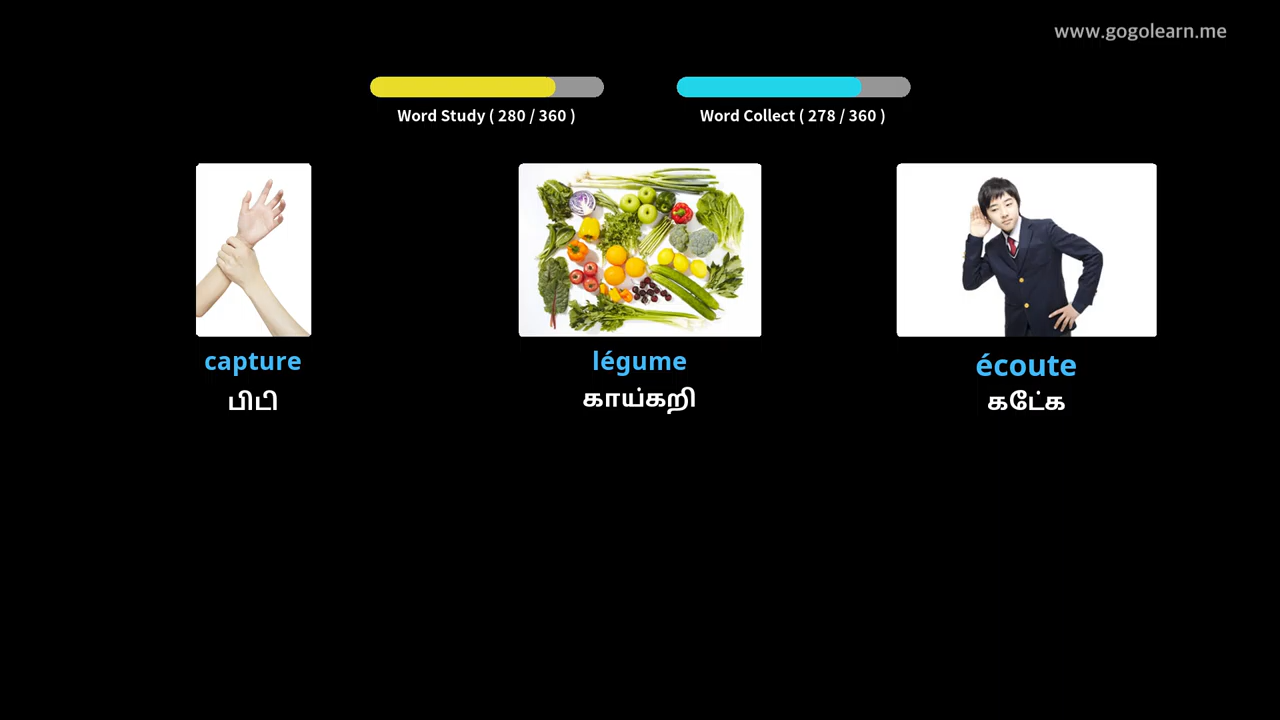 www.gogolearn.me
Word Study ( 280 / 360 )
Word Collect ( 278 / 360 )
capture
பிடி
légume
காய்கறி
écoute
கேட்க